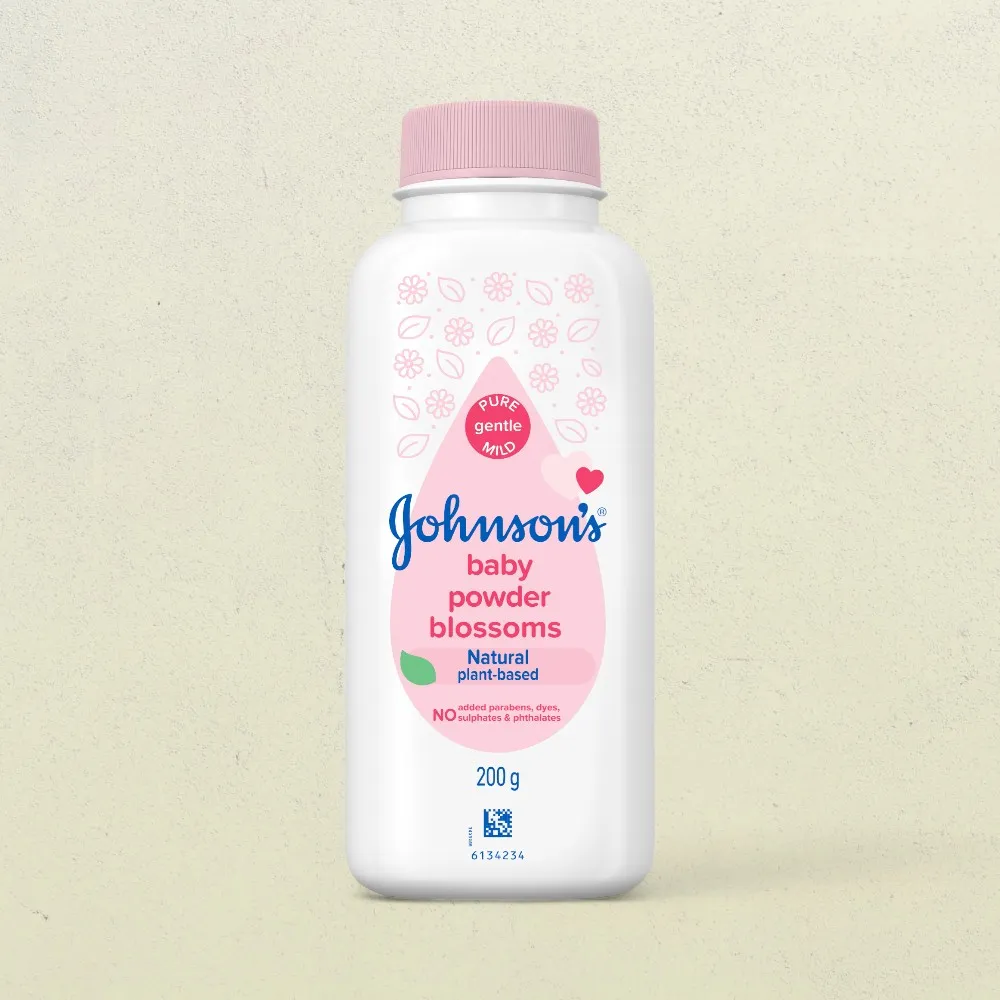 PURE
gentle
MILD
Johnson's®
baby
powder
blossoms
Natural
plant-based
NO added parabens, dyes,
sulphates & phthalates
200 g
6134234